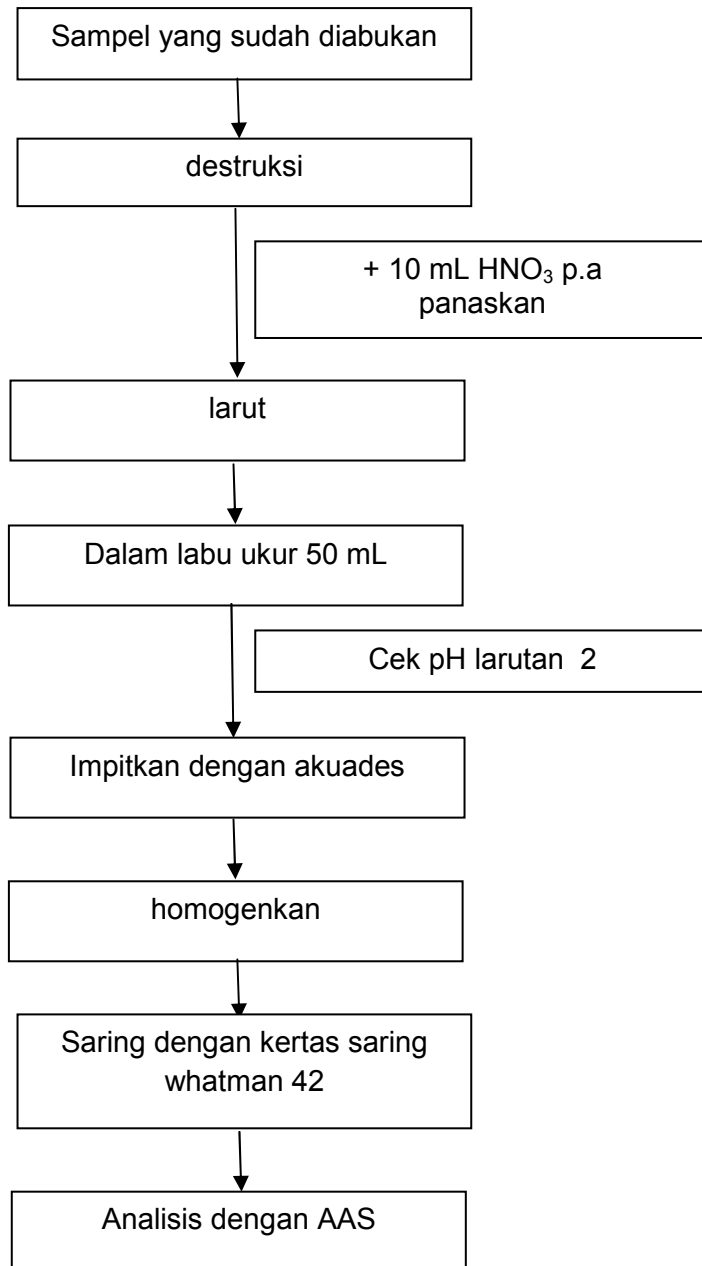 Sampel yang sudah diabukan
destruksi
+ 10 mL HNO₃ p.a
panaskan
larut
Dalam labu ukur 50 mL
Cek pH larutan  2
Impitkan dengan akuades
homogenkan
Saring dengan kertas saring
whatman 42
Analisis dengan AAS